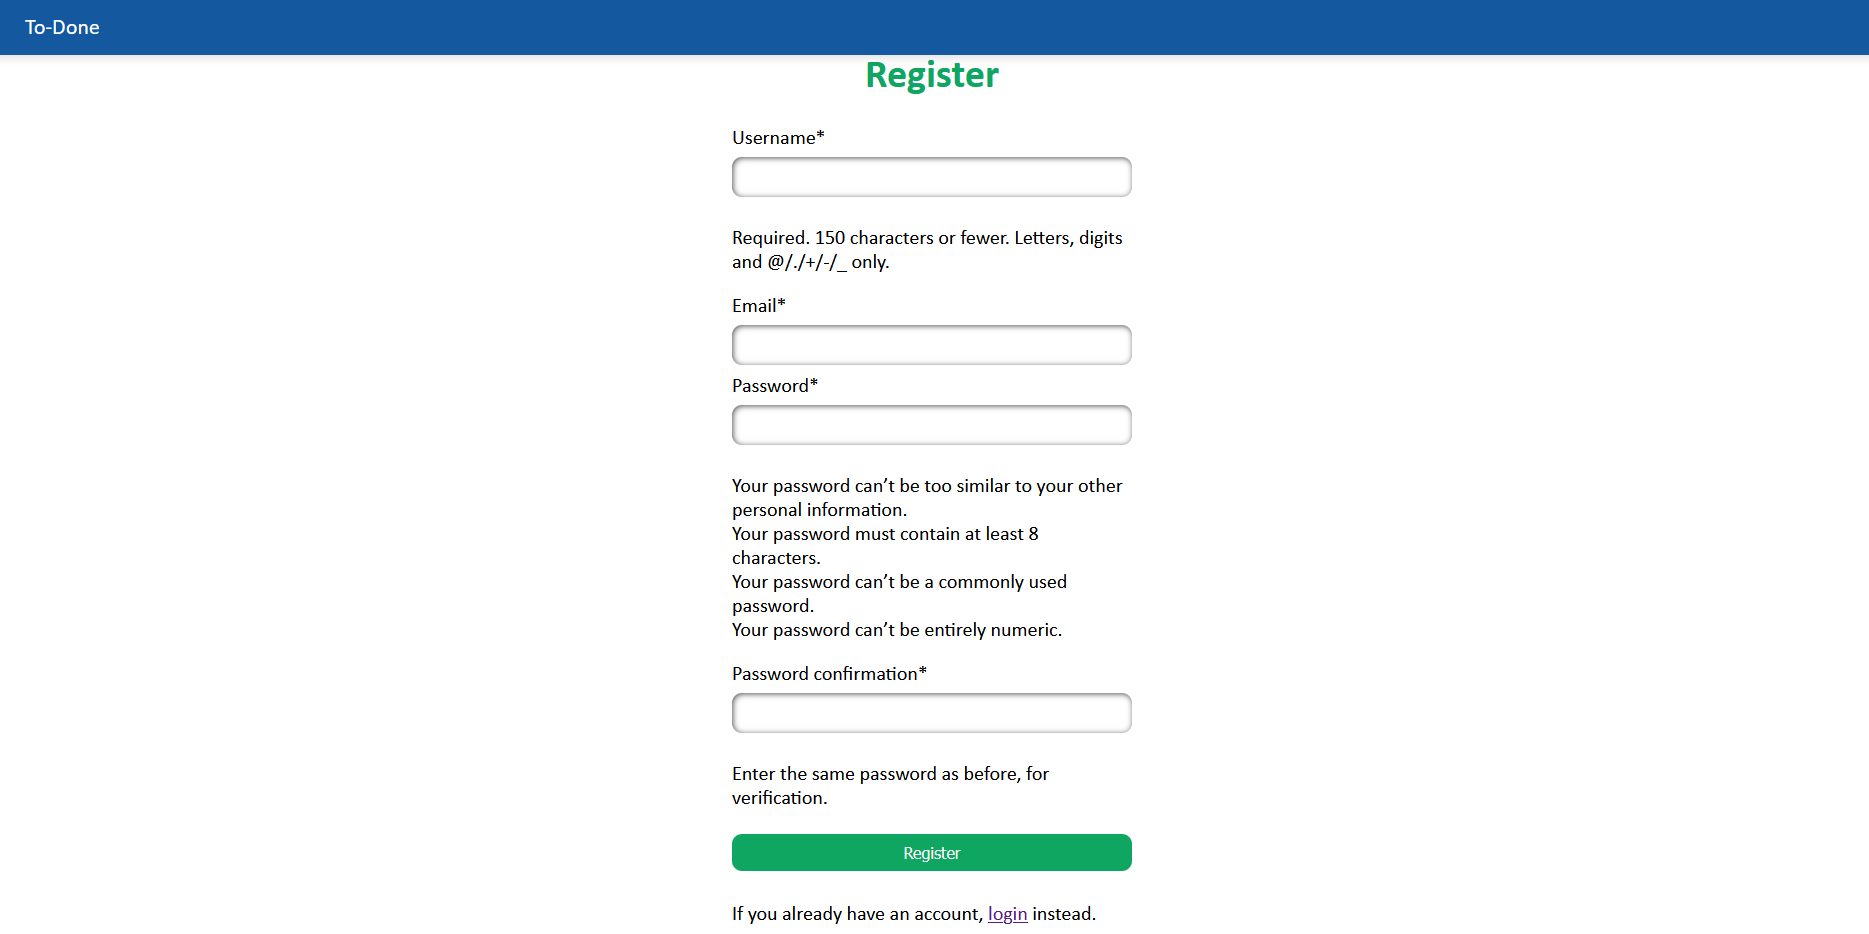 To-Done
Register
Username*
Required. 150 characters or fewer. Letters, digits
and @/./+/-/_ only.
Email*
Password*
Your password can’t be too similar to your other
personal information.
Your password must contain at least 8
characters.
Your password can’t be a commonly used
password.
Your password can’t be entirely numeric.
Password confirmation*
Enter the same password as before, for
verification.
Register
If you already have an account, login instead.